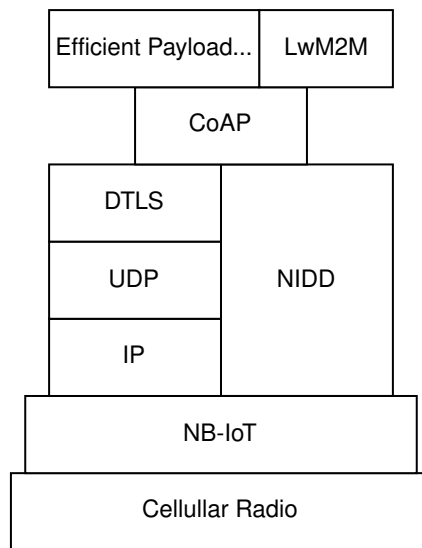 Efficient Payload... LwM2M
CoAP
DTLS
UDP
NIDD
IP
NB-IoT
Cellullar Radio